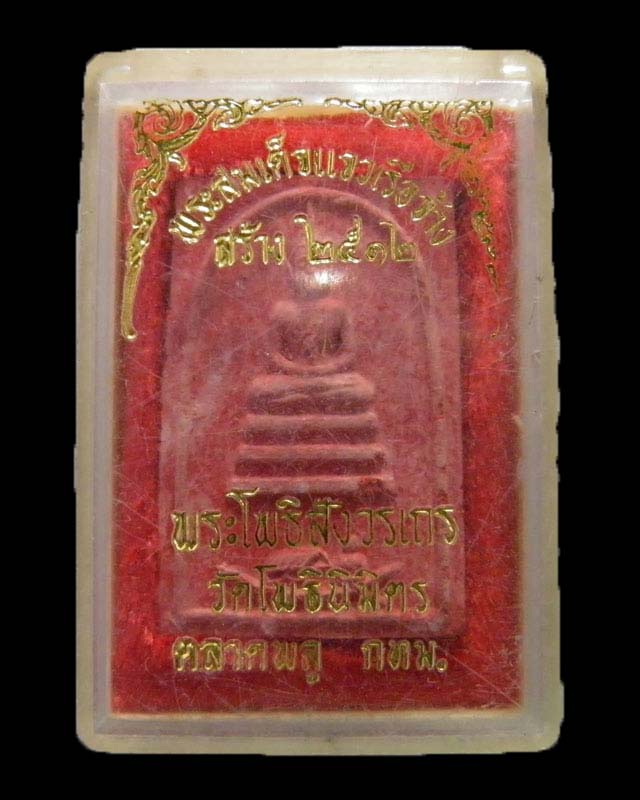 พระสมเด็จแจวเรือจ้าง
สร้าง ๒๕๑๒
พระโพธิสังวรเถร
วัดโพธินิมิตร
ตลาดพลู กทม.